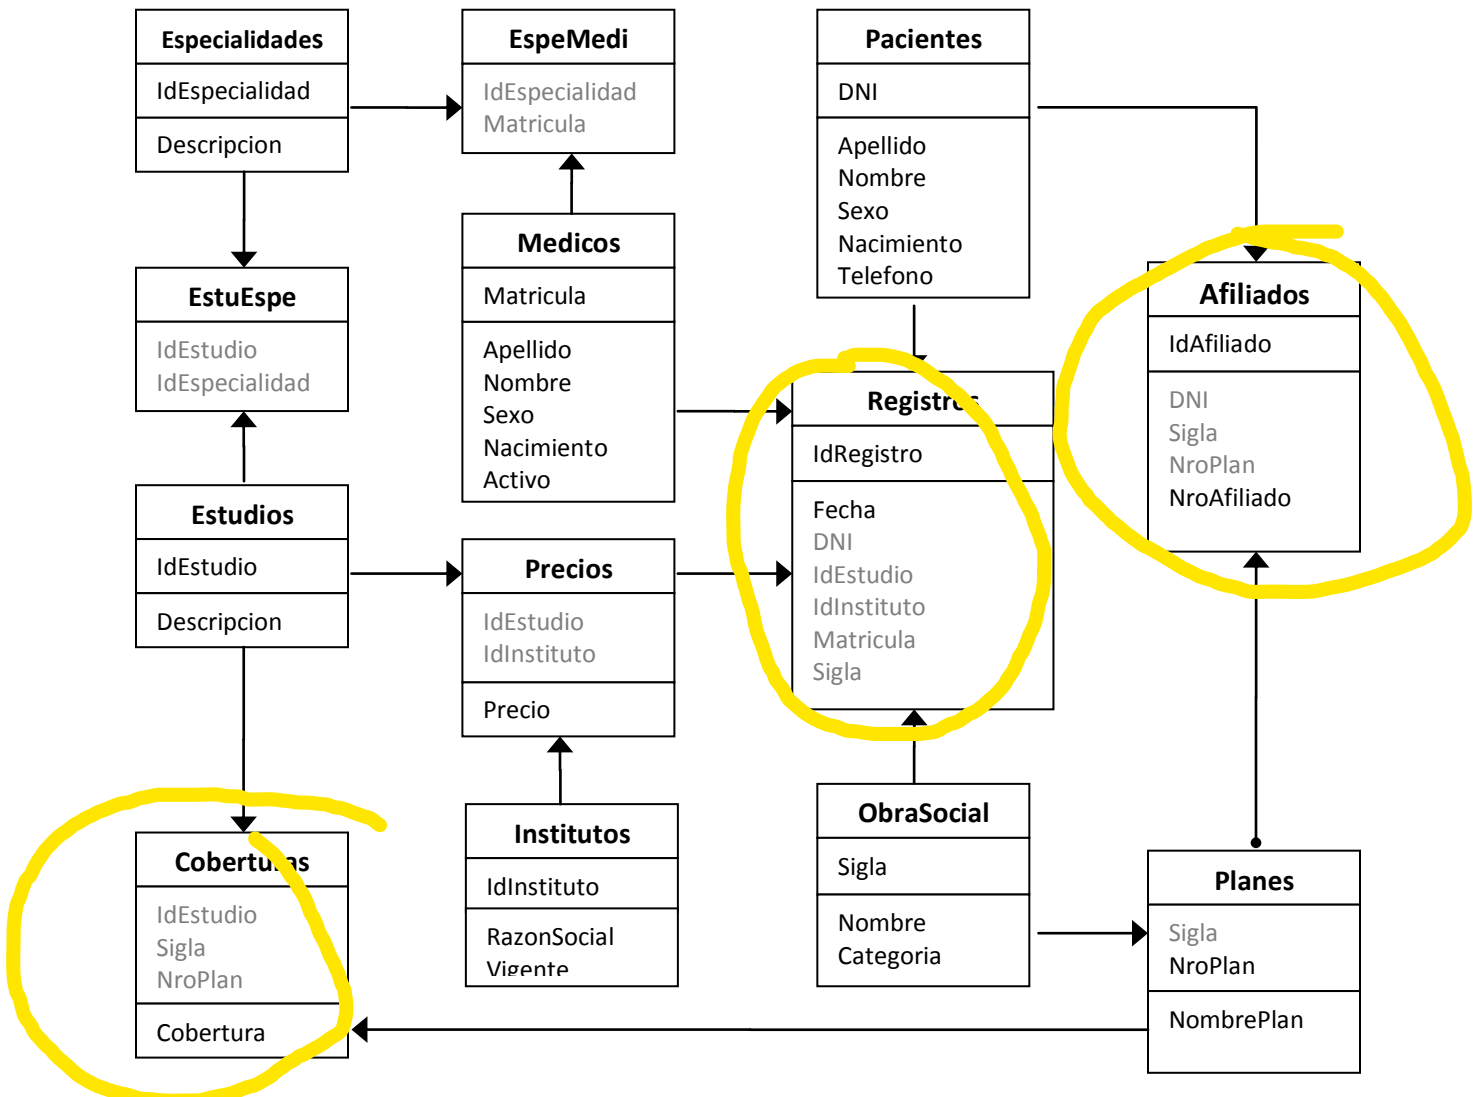 Especialidades
IdEspecialidad
Descripcion
EspeMedi
IdEspecialidad
Matricula
Pacientes
DNI
Apellido
Nombre
Sexo
Nacimiento
Telefono
EstuEspe
IdEstudio
IdEspecialidad
Medicos
Matricula
Apellido
Nombre
Sexo
Nacimiento
Activo
Afiliados
IdAfiliado
DNI
Sigla
NroPlan
NroAfiliado
Registros
IdRegistro
Fecha
DNI
IdEstudio
IdInstituto
Matricula
Sigla
Estudios
IdEstudio
Descripcion
Precios
IdEstudio
IdInstituto
Precio
Coberturas
IdEstudio
Sigla
NroPlan
Cobertura
Institutos
IdInstituto
RazonSocial
Vigente
ObraSocial
Sigla
Nombre
Categoria
Planes
Sigla
NroPlan
NombrePlan